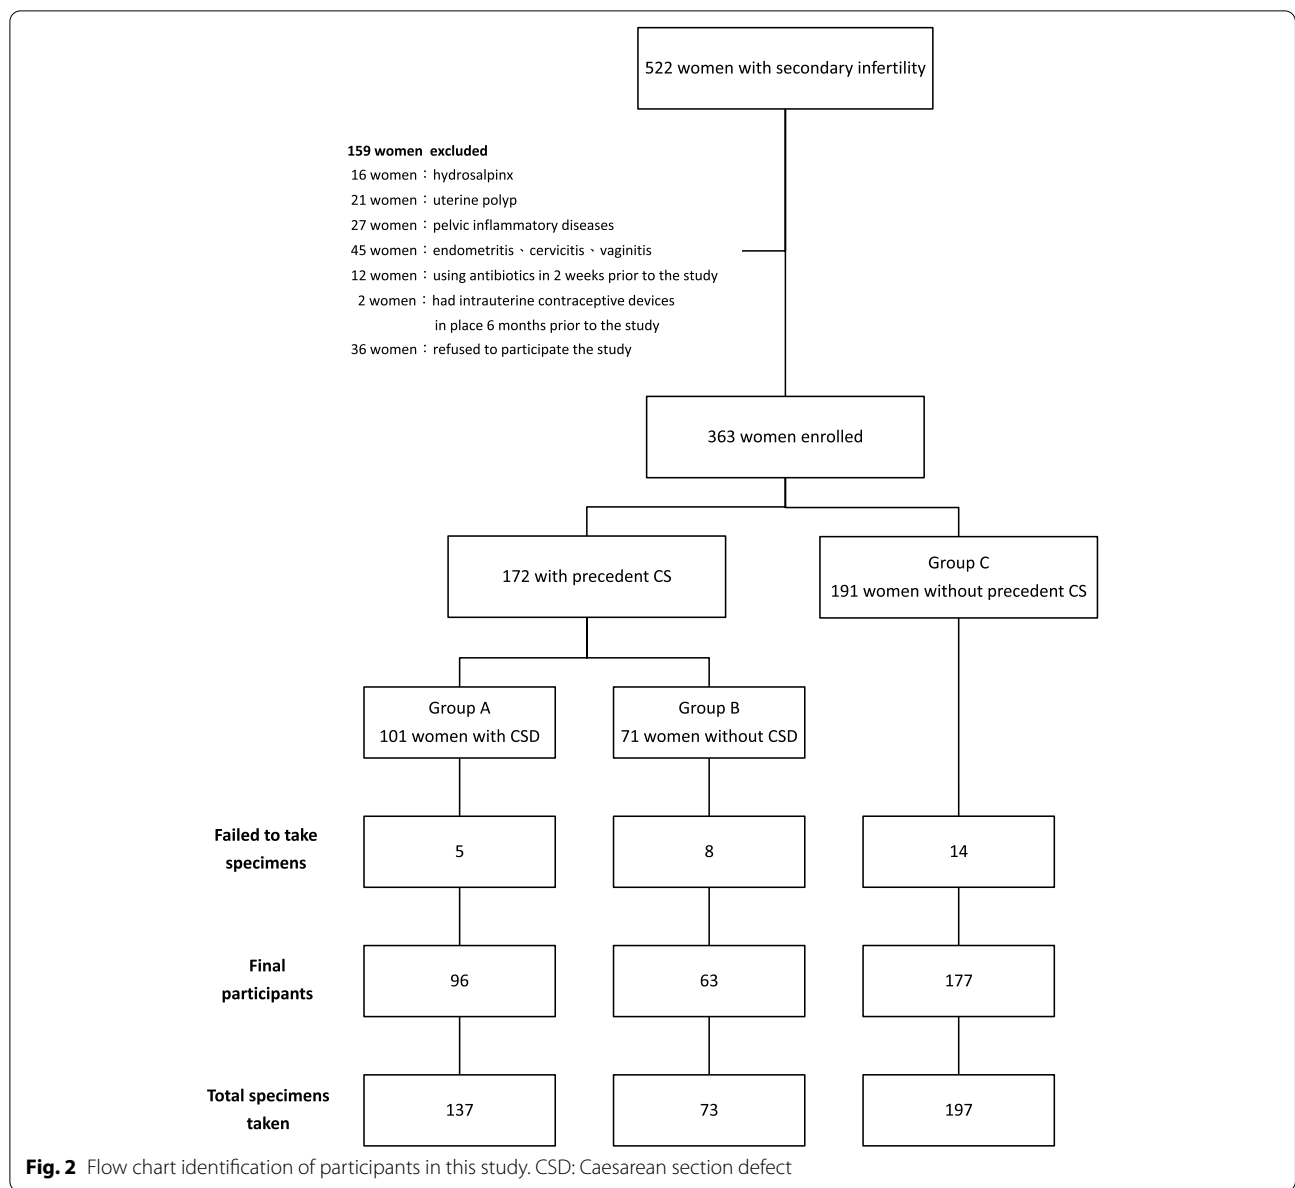 522 women with secondary infertility
159 women excluded
16 women：hydrosalpinx
21 women：uterine polyp
27 women：pelvic inflammatory diseases
45 women：endometritis、cervicitis、vaginitis
12 women：using antibiotics in 2 weeks prior to the study
2 women：had intrauterine contraceptive devices
in place 6 months prior to the study
36 women：refused to participate the study
363 women enrolled
172 with precedent CS
Group C
191 women without precedent CS
Group A
101 women with CSD
Group B
71 women without CSD
Failed to take
specimens
5
8
14
Final
participants
96
63
177
Total specimens
taken
137
73
197
Fig. 2 Flow chart identification of participants in this study. CSD: Caesarean section defect